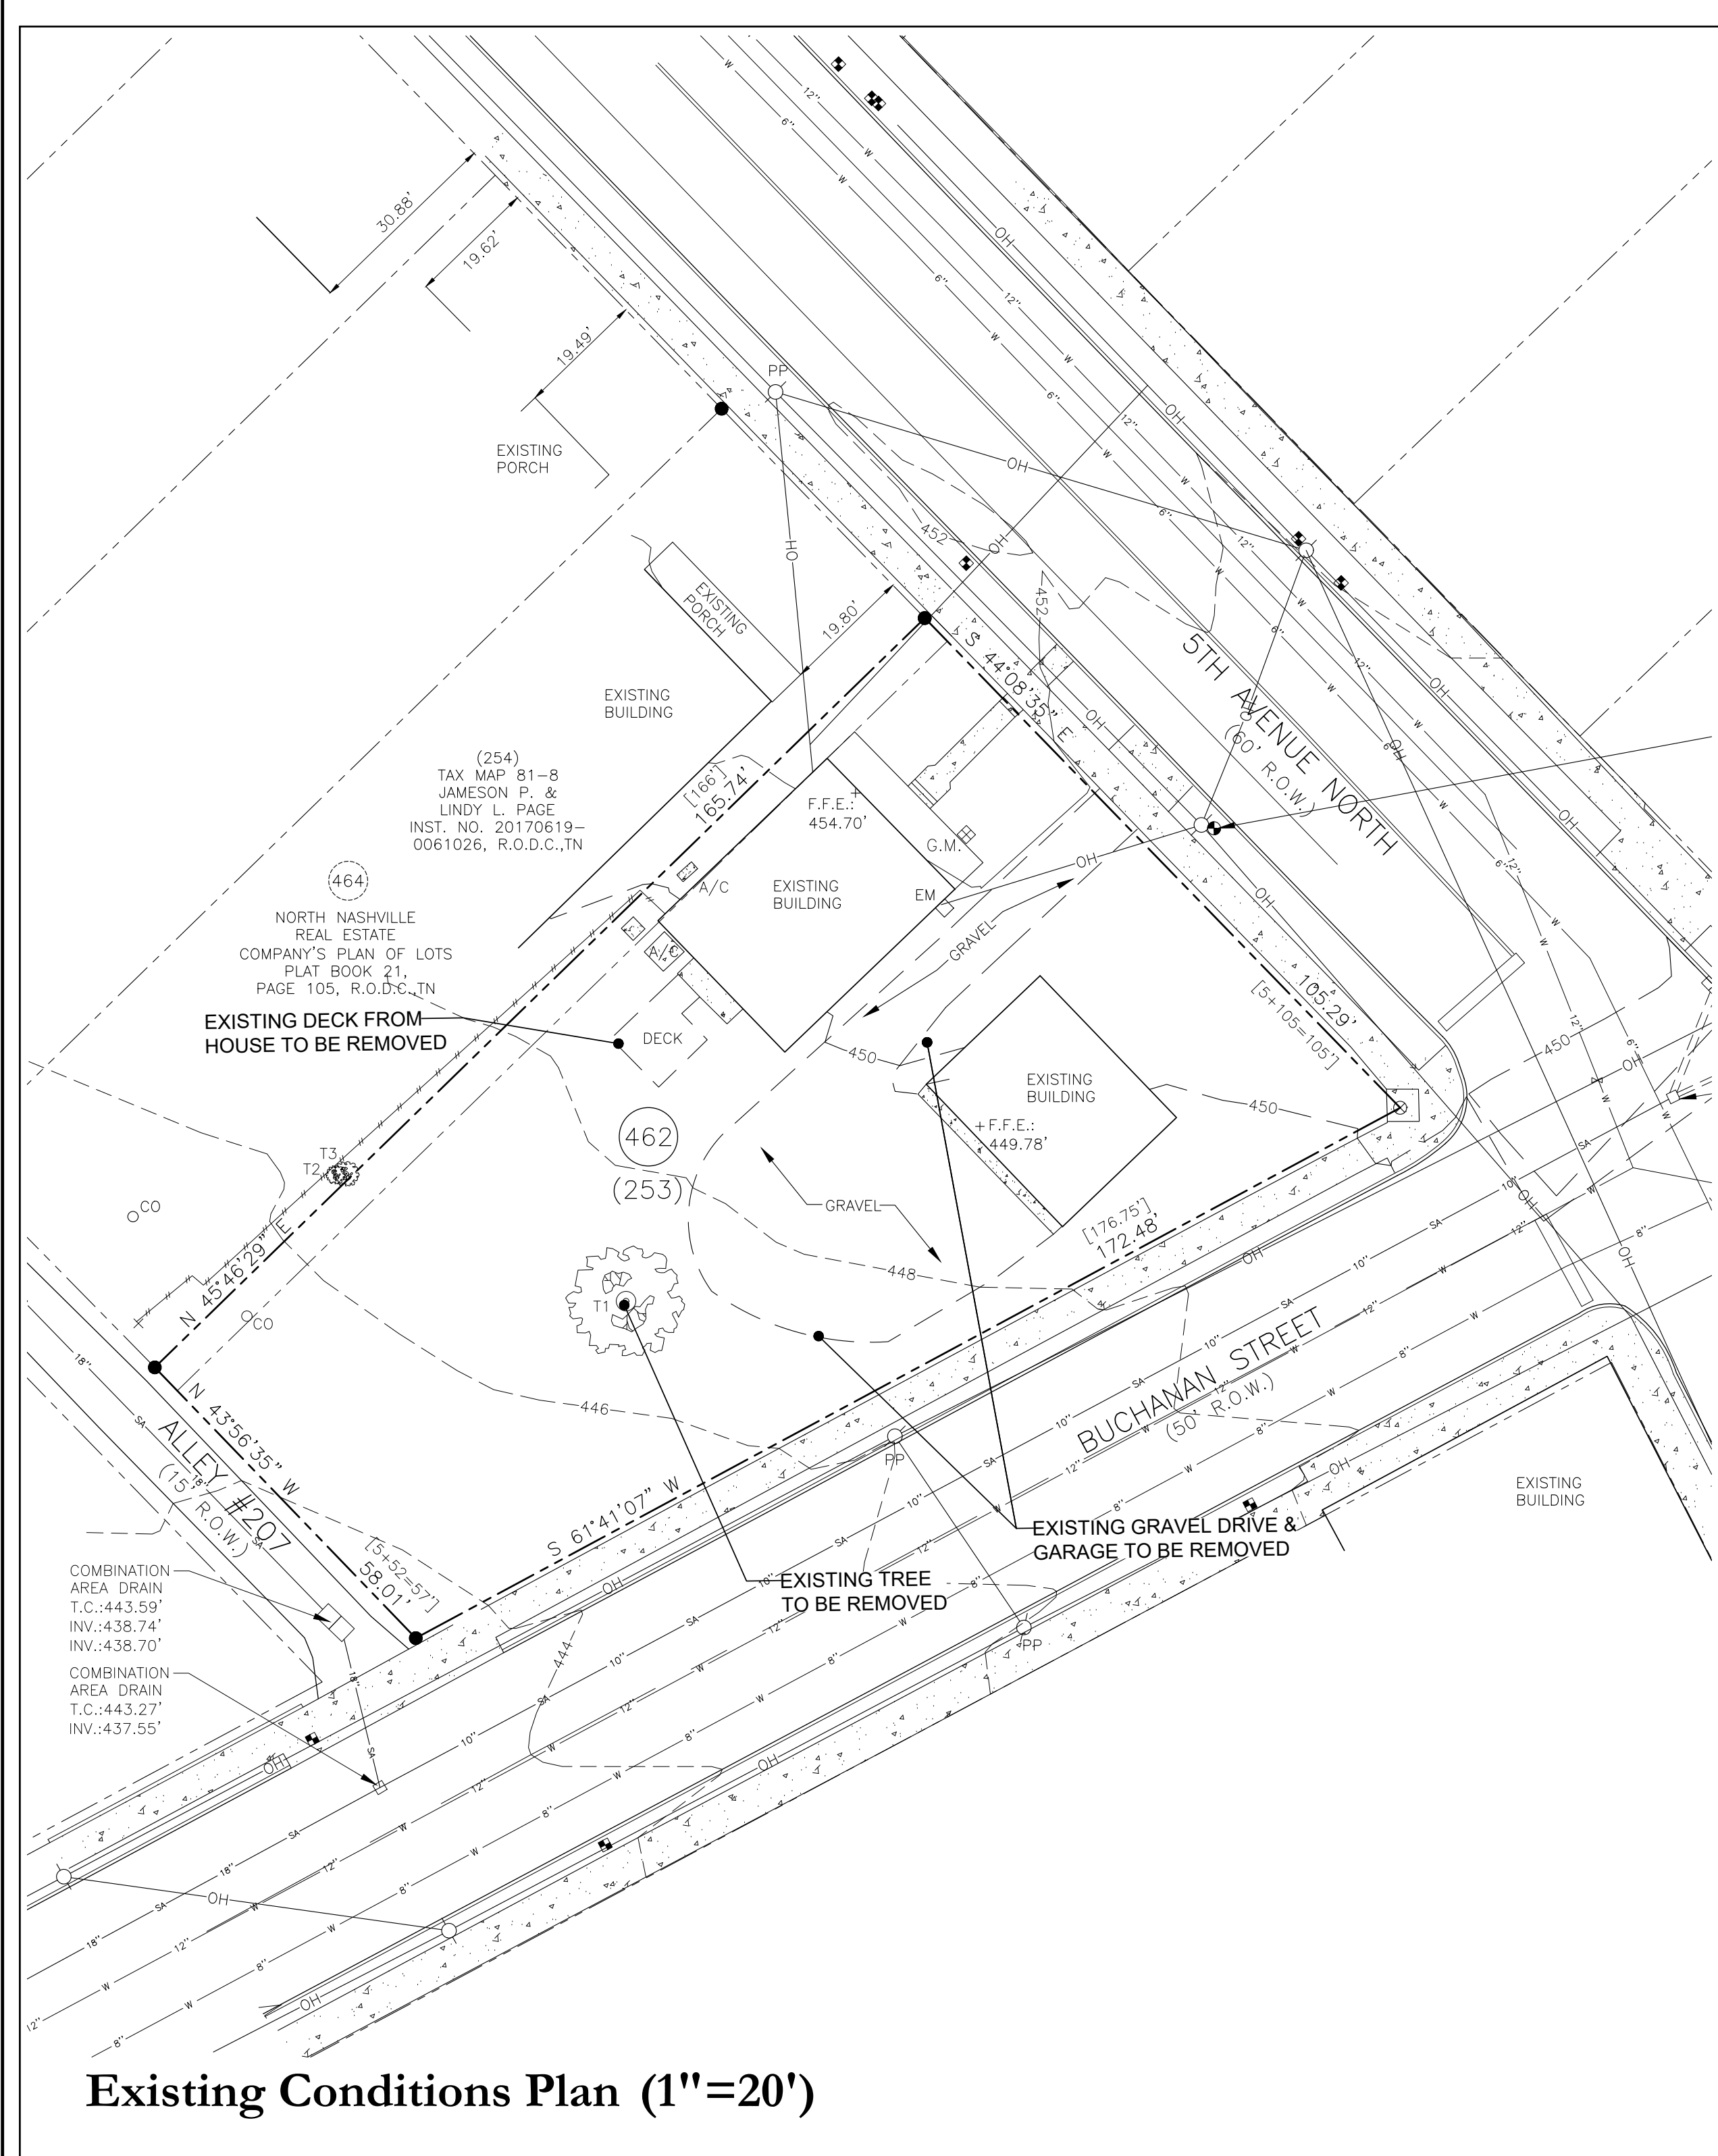 30.88'
19.62'
19.49'
PP
EXISTING
PORCH
452
452
EXISTING
PORCH
19.80'
S 44°08'35" E
5TH AVENUE NORTH
(60' R.O.W.)
EXISTING
BUILDING
(254)
TAX MAP 81-8
JAMESON P. &
LINDY L. PAGE
INST. NO. 20170619-
0061026, R.O.D.C.,TN
[166']
165.74'
F.F.E.:
454.70'
G.M.
EM
A/C
A/C
EXISTING
BUILDING
464
NORTH NASHVILLE
REAL ESTATE
COMPANY'S PLAN OF LOTS
PLAT BOOK 21,
PAGE 105, R.O.D.C.,TN
EXISTING DECK FROM
HOUSE TO BE REMOVED
DECK
GRAVEL
105.29'
[5+105=105']
450
450
450
EXISTING
BUILDING
F.F.E.:
449.78'
462
(253)
T3
T2
CO
CO
GRAVEL
[176.75']
172.48'
448
N 45°46'29" E
T1
446
BUCHANAN STREET
(50' R.O.W.)
PP
N 43°56'35" W
ALLEY #207
(15' R.O.W.)
S 61°41'07" W
[5+52=57']
58.01'
EXISTING
BUILDING
EXISTING GRAVEL DRIVE &
GARAGE TO BE REMOVED
EXISTING TREE
TO BE REMOVED
COMBINATION
AREA DRAIN
T.C.:443.59'
INV.:438.74'
INV.:438.70'
COMBINATION
AREA DRAIN
T.C.:443.27'
INV.:437.55'
444
PP
OH
SA
W
6"
8"
10"
12"
18"
Existing Conditions Plan (1"=20')